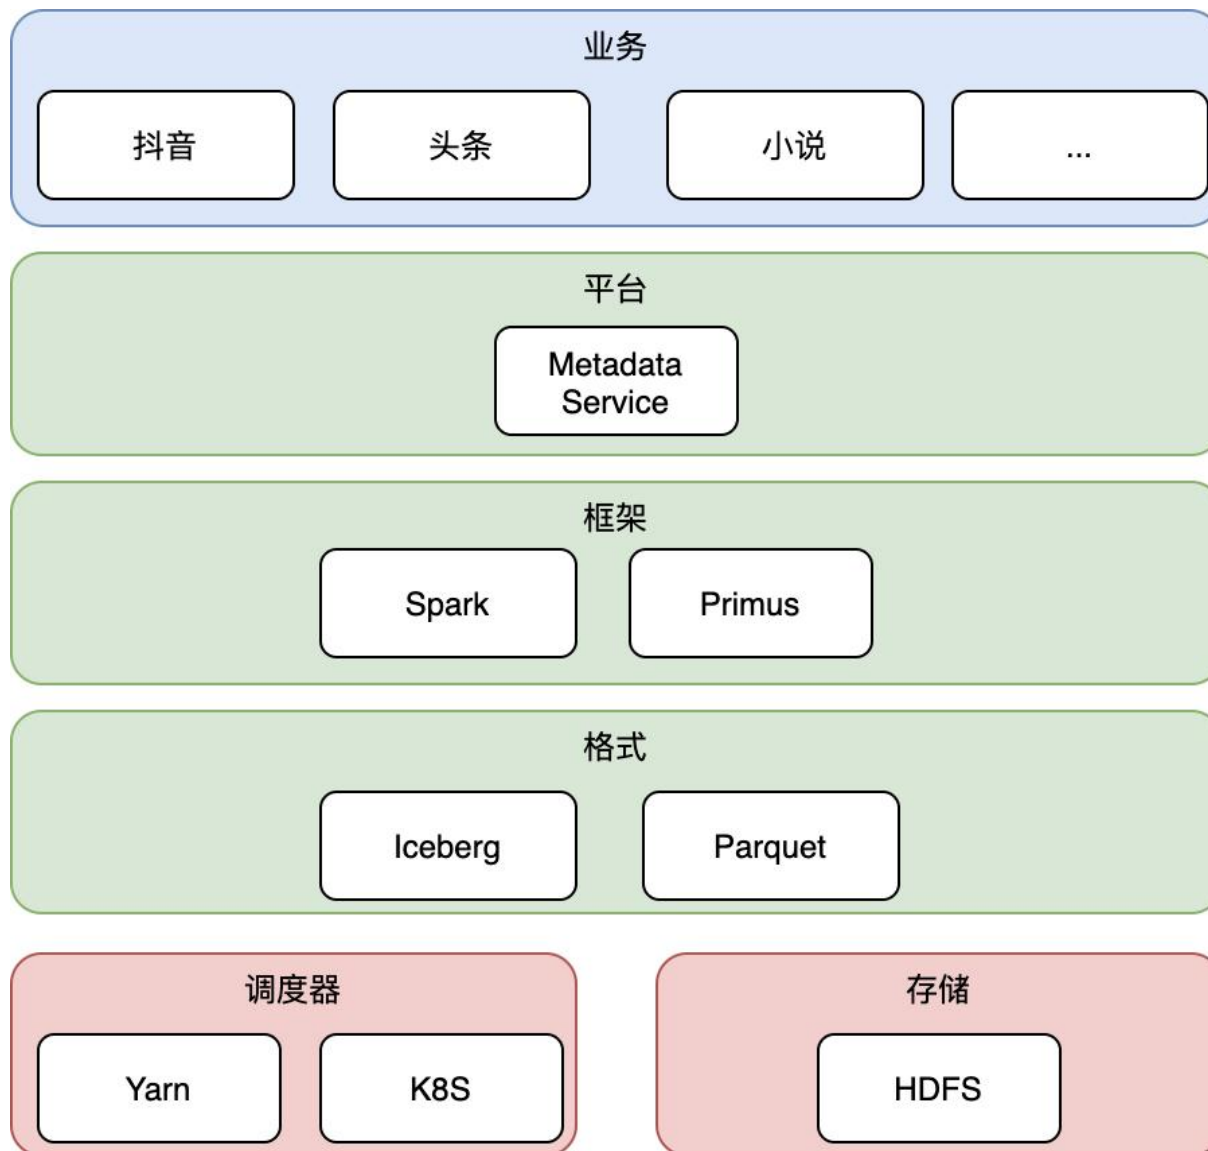 业务
抖音
头条
小说
...
平台
Metadata
Service
框架
Spark
Primus
格式
Iceberg
Parquet
调度器
Yarn
K8S
存储
HDFS